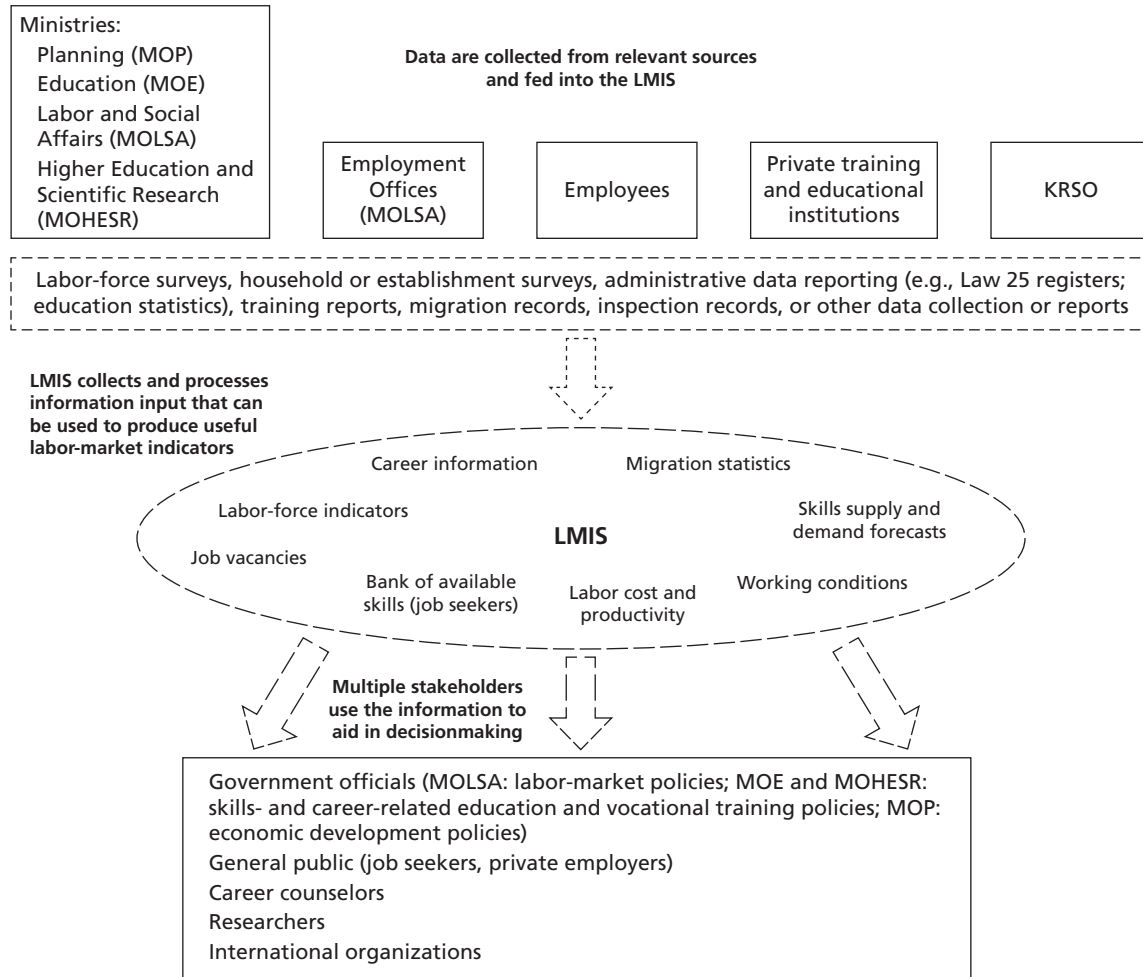 Ministries:
Planning (MOP)
Education (MOE)
Labor and Social
Affairs (MOLSA)
Higher Education and
Scientific Research
(MOHESR)
Data are collected from relevant sources
and fed into the LMIS
Employment
Offices
(MOLSA)
Employees
Private training
and educational
institutions
KRSO
Labor-force surveys, household or establishment surveys, administrative data reporting (e.g., Law 25 registers;
education statistics), training reports, migration records, inspection records, or other data collection or reports
LMIS collects and processes
information input that can
be used to produce useful
labor-market indicators
Career information
Migration statistics
Labor-force indicators
Skills supply and
demand forecasts
LMIS
Job vacancies
Bank of available
skills (job seekers)
Labor cost and
productivity
Working conditions
Multiple stakeholders
use the information to
aid in decisionmaking
Government officials (MOLSA: labor-market policies; MOE and MOHESR:
skills- and career-related education and vocational training policies; MOP:
economic development policies)
General public (job seekers, private employers)
Career counselors
Researchers
International organizations